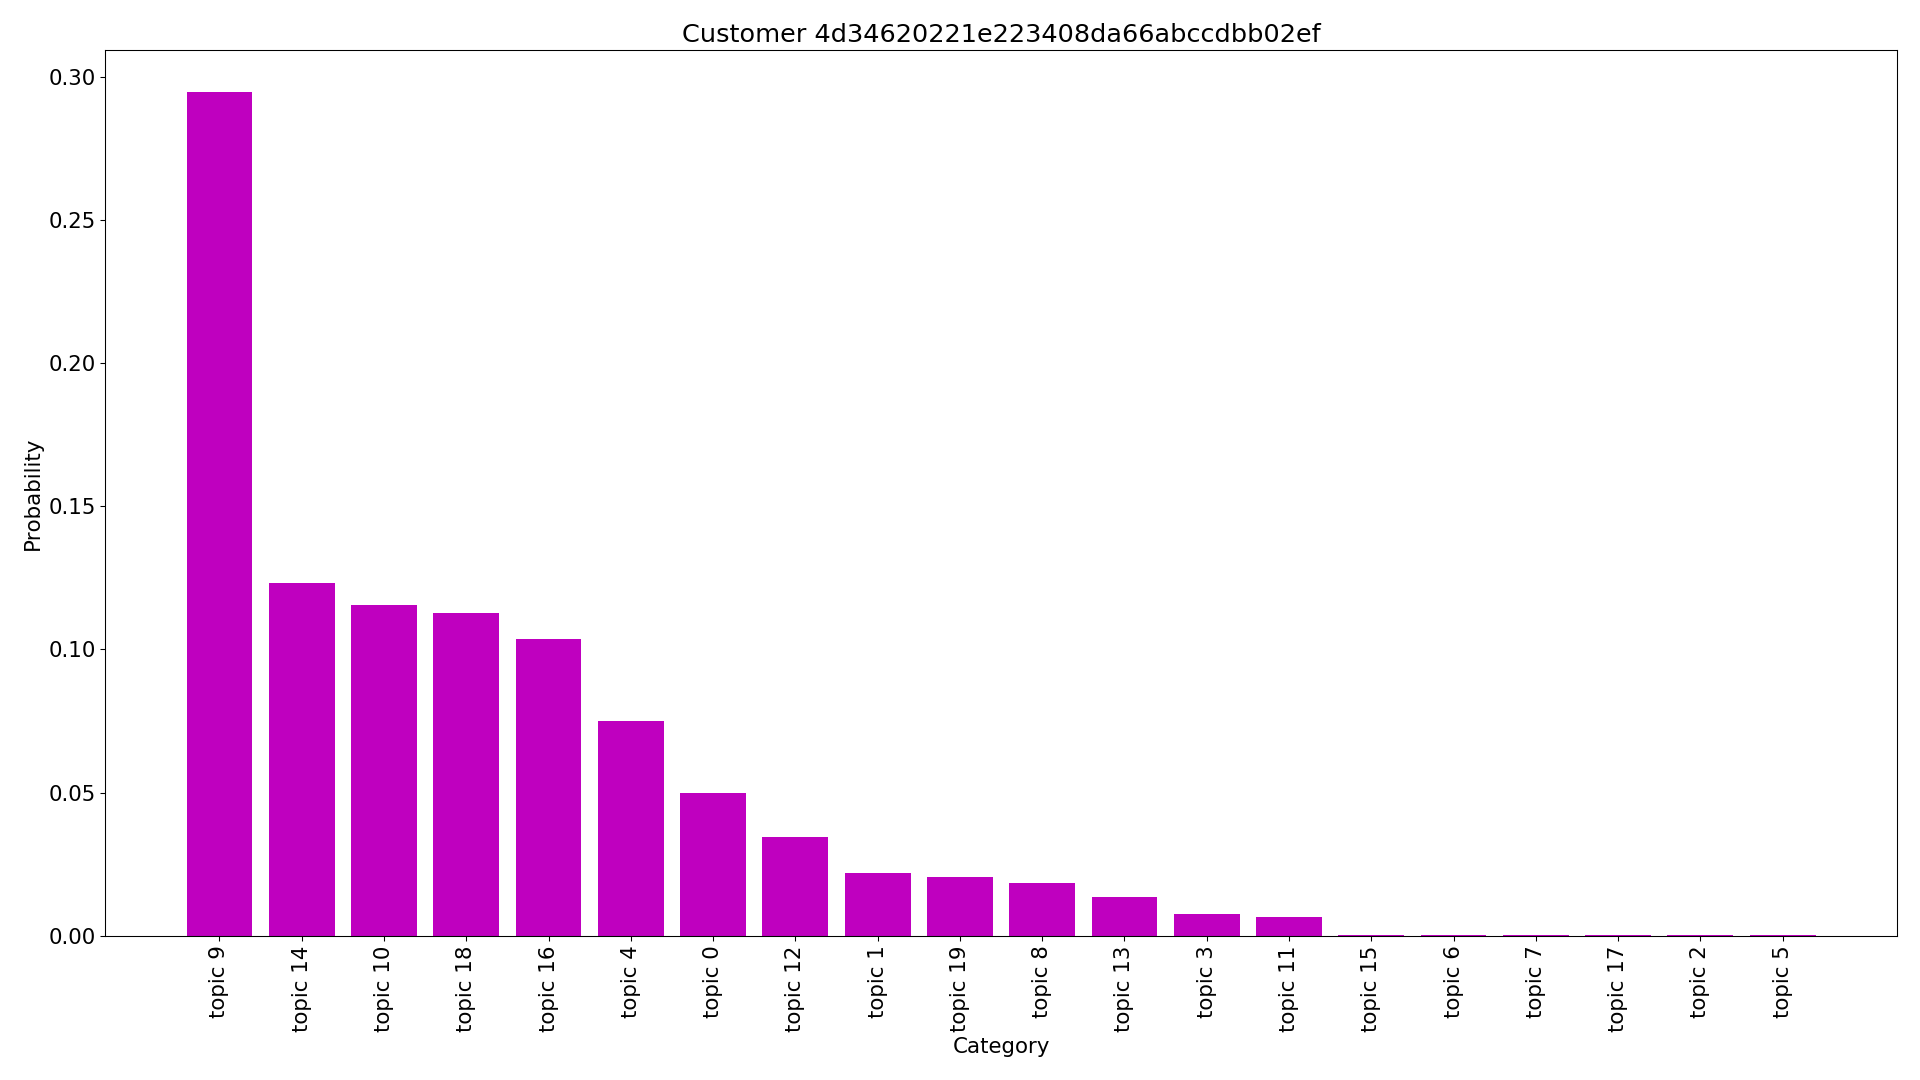 Customer 4d34620221e223408da66abccdbb02ef
Probability
0.30
0.25
0.20
0.15
0.10
0.05
0.00
topic 9
topic 14
topic 10
topic 18
topic 16
topic 4
topic 0
topic 12
topic 1
topic 19
topic 8
topic 13
topic 3
topic 11
topic 15
topic 6
topic 7
topic 17
topic 2
topic 5
Category